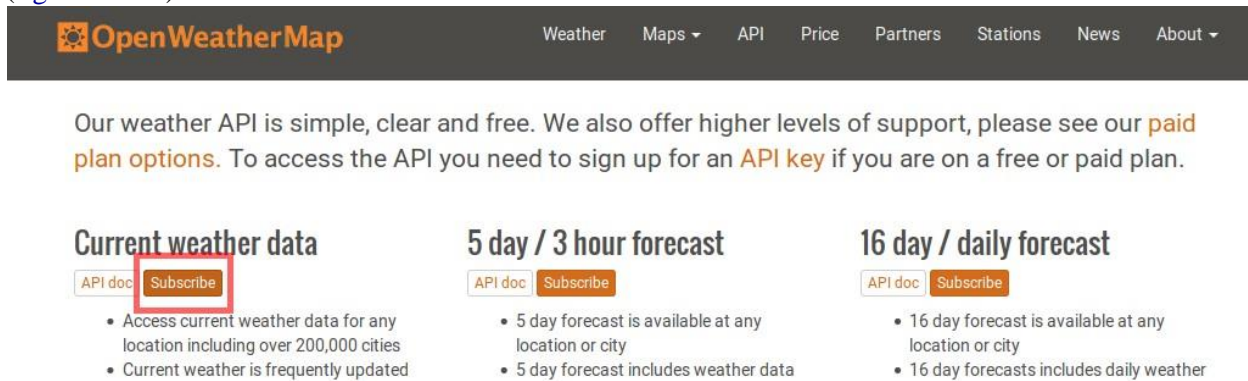 OpenWeatherMap
Weather Maps API Price Partners Stations News About
Our weather API is simple, clear and free. We also offer higher levels of support, please see our paid
plan options. To access the API you need to sign up for an API key if you are on a free or paid plan.
Current weather data
API doc Subscribe
• Access current weather data for any
location including over 200,000 cities
• Current weather is frequently updated
5 day / 3 hour forecast
API doc Subscribe
• 5 day forecast is available at any
location or city
• 5 day forecast includes weather data
16 day / daily forecast
API doc Subscribe
• 16 day forecast is available at any
location or city
• 16 day forecasts includes daily weather